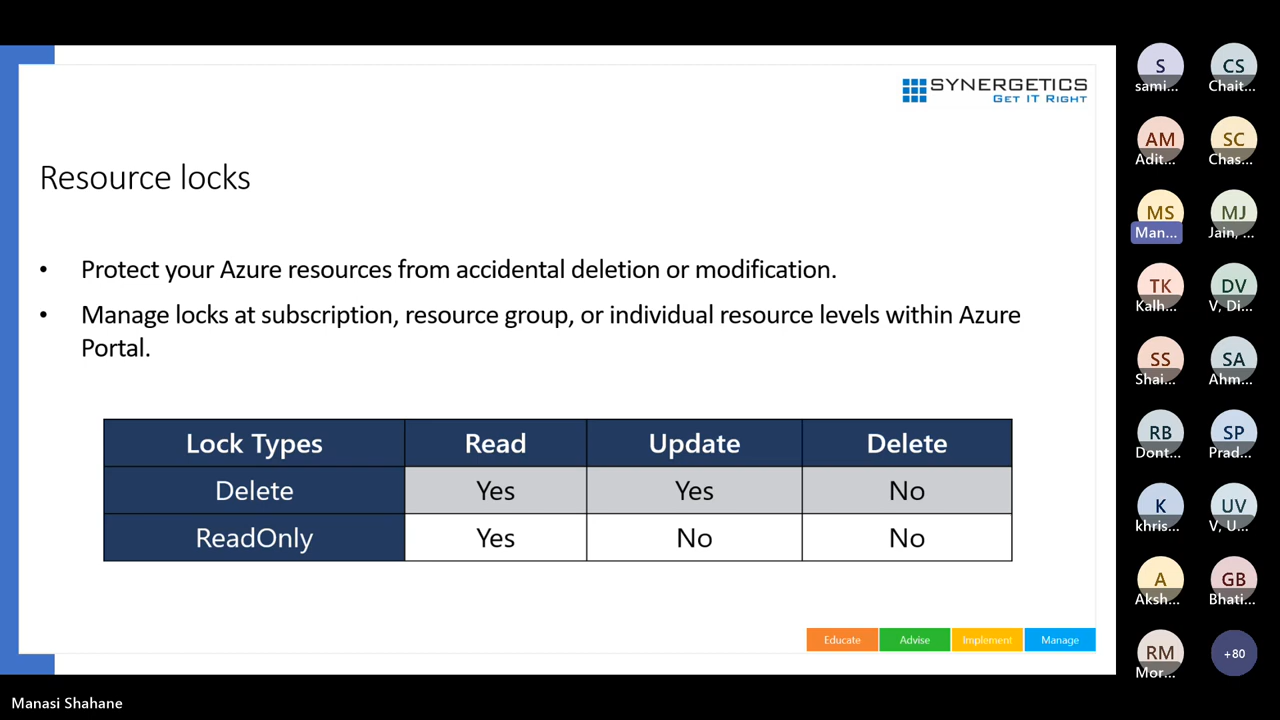 SYNERGETICS
GET IT RIGHT
Resource locks
• Protect your Azure resources from accidental deletion or modification.
• Manage locks at subscription, resource group, or individual resource levels within Azure
Portal.
Lock Types Read Update Delete
Delete Yes Yes No
ReadOnly Yes No No
Educate Advise Implement Manage
S CS
sami... Chait...
AM SC
Adit... Chas...
MS MJ
Man... Jain, ...
TK DV
Kalh... V, Di...
SS SA
Shai... Ahm...
RB SP
Dont... Prad...
K UV
khris... V, U...
A GB
Aksh... Bhati...
RM +80
Mor...
Manasi Shahane